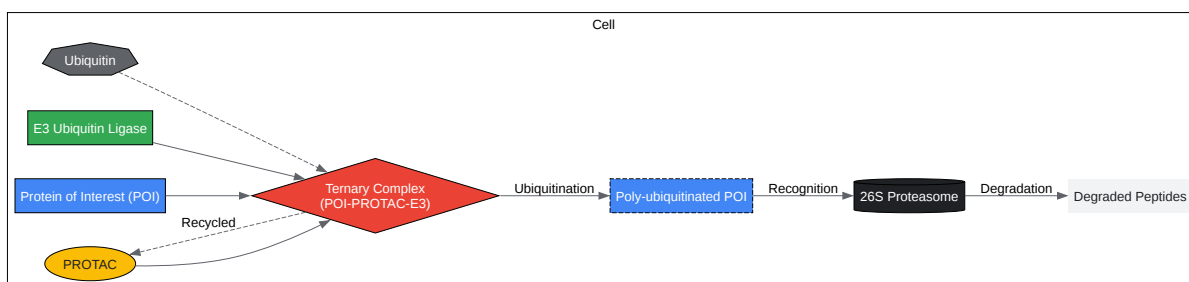 Cell
Ubiquitin
E3 Ubiquitin Ligase
Protein of Interest (POI)
Ternary Complex
(POI-PROTAC-E3)
Ubiquitination
Poly-ubiquitinated POI
Recognition
26S Proteasome
Degradation
Degraded Peptides
Recycled
PROTAC